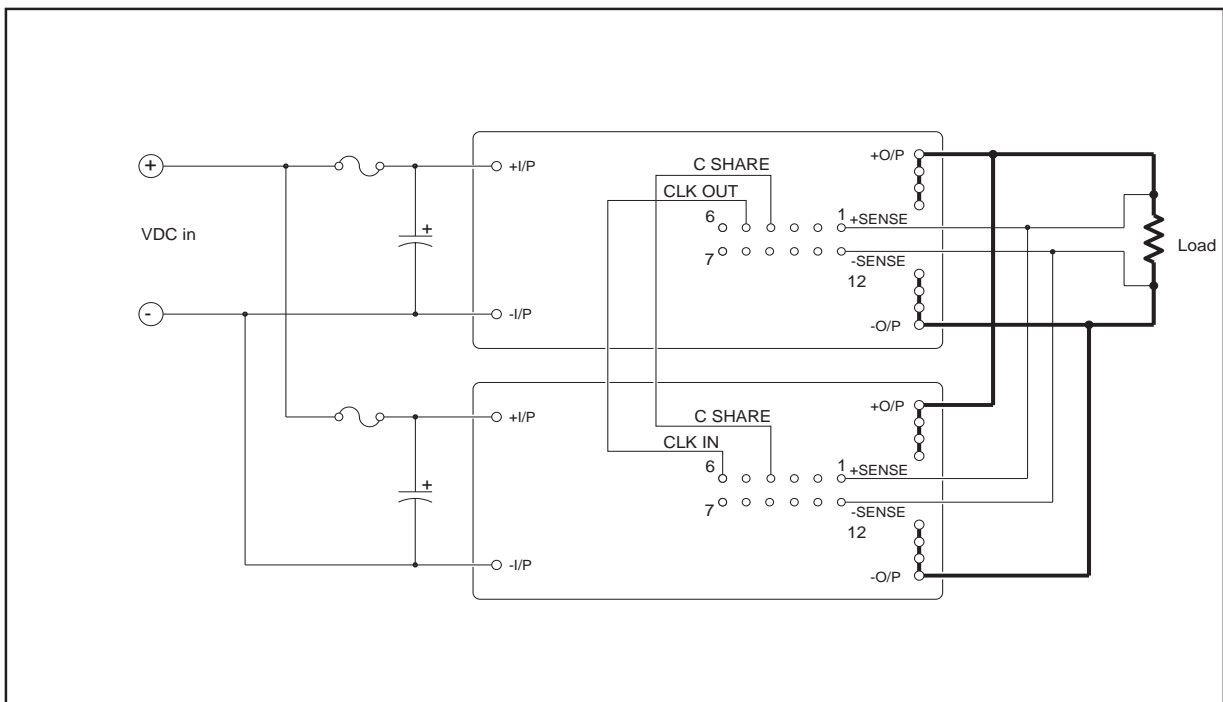 +
VDC in
-
+I/P
+
-I/P
C SHARE
CLK OUT
6
1
+SENSE
7
-SENSE
12
+O/P
-O/P
Load
+I/P
+
-I/P
C SHARE
CLK IN
6
1
+SENSE
7
-SENSE
12
+O/P
-O/P